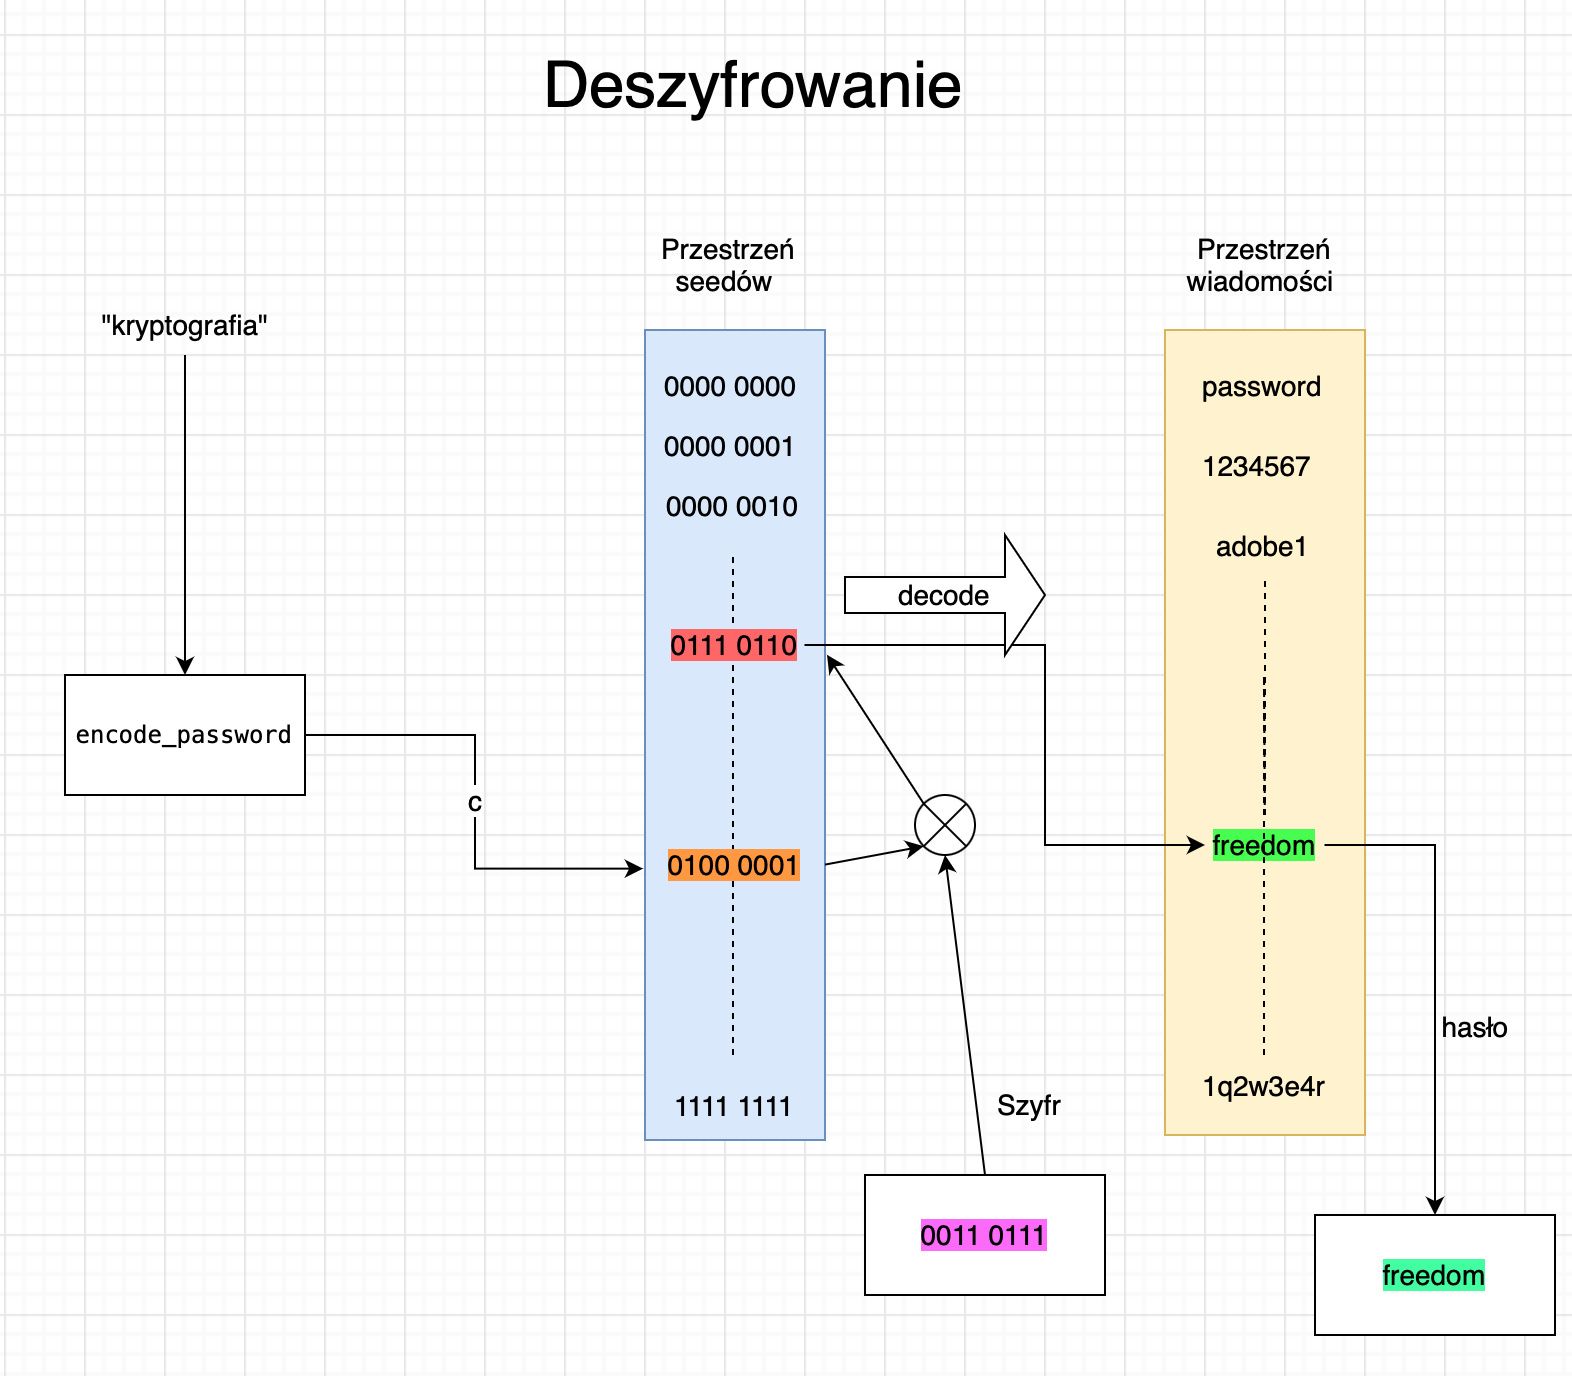 Deszyfrowanie
Przestrzeń
seedów
Przestrzeń
wiadomości
"kryptografia"
encode_password
c
0000 0000
0000 0001
0000 0010
0111 0110
0100 0001
1111 1111
decode
password
1234567
adobe1
freedom
1q2w3e4r
Szyfr
0011 0111
hasło
freedom